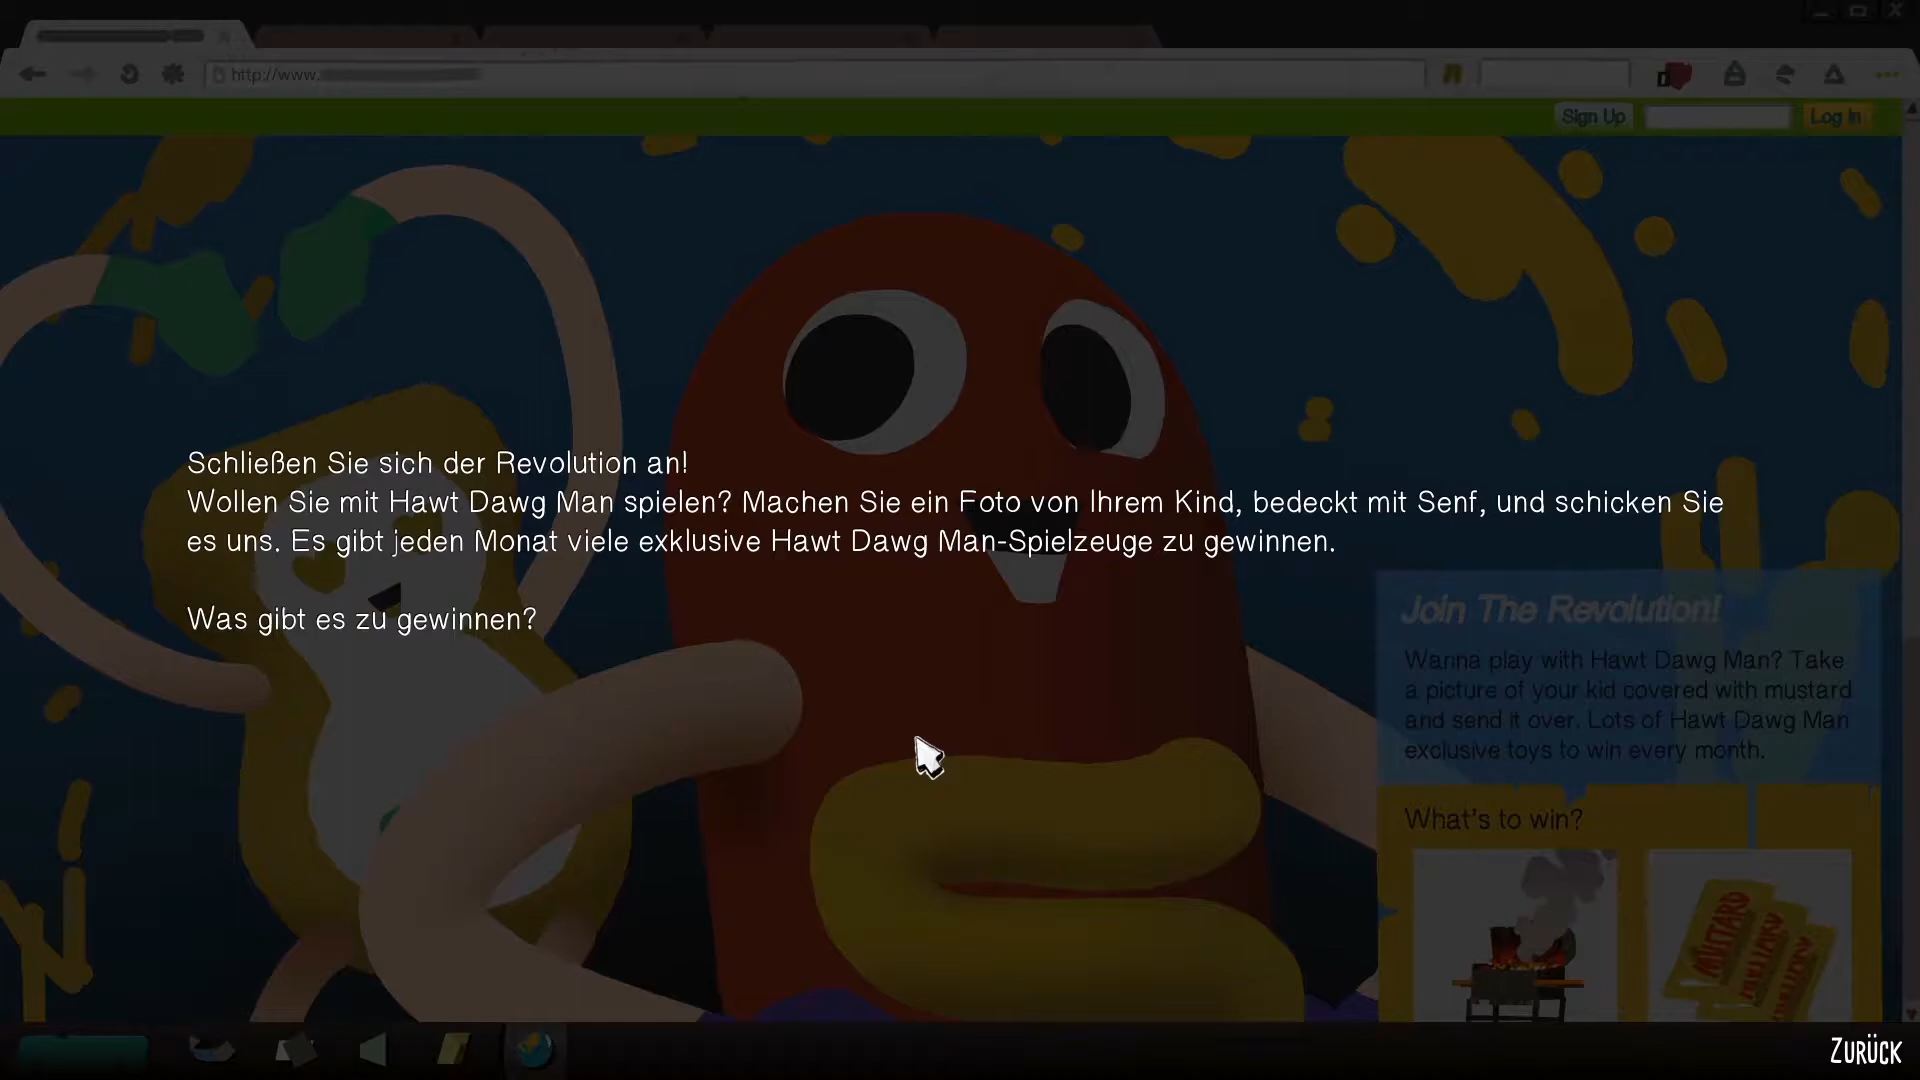 http://www.
Sign Up
Log In
Schließen Sie sich der Revolution an!
Wollen Sie mit Hawt Dawg Man spielen? Machen Sie ein Foto von Ihrem Kind, bedeckt mit Senf, und schicken Sie
es uns. Es gibt jeden Monat viele exklusive Hawt Dawg Man-Spielzeuge zu gewinnen.
Was gibt es zu gewinnen?
Join The Revolution!
Wanna play with Hawt Dawg Man? Take
a picture of your kid covered with mustard
and send it over. Lots of Hawt Dawg Man
exclusive toys to win every month.
What's to win?
MUTARD
ZURÜCK